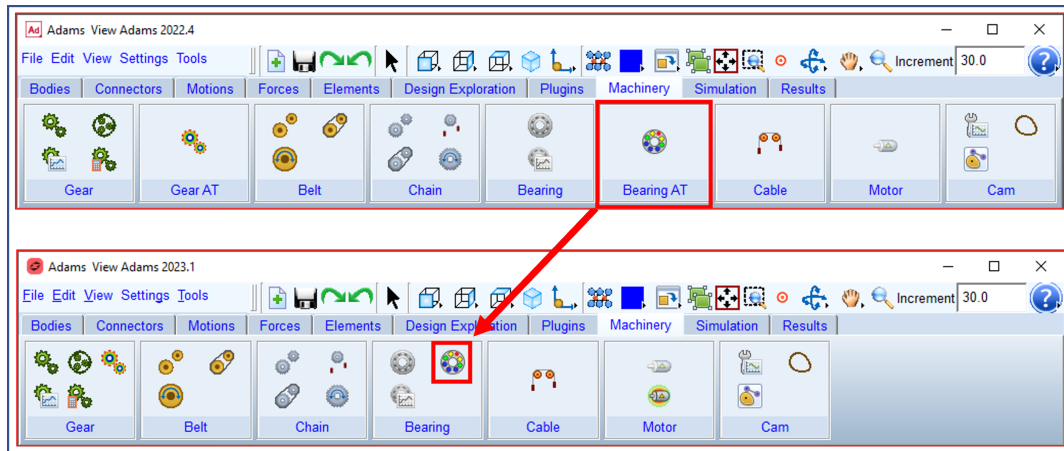 Ad Adams View Adams 2022.4
File Edit View Settings Tools Increment 30.0 ?
Bodies Connectors Motions Forces Elements Design Exploration Plugins Machinery Simulation Results
Gear Gear AT Belt Chain Bearing Bearing AT Cable Motor Cam
Adams View Adams 2023.1
File Edit View Settings Tools Increment 30.0 ?
Bodies Connectors Motions Forces Elements Design Exploration Plugins Machinery Simulation Results
Gear Belt Chain Bearing Cable Motor Cam